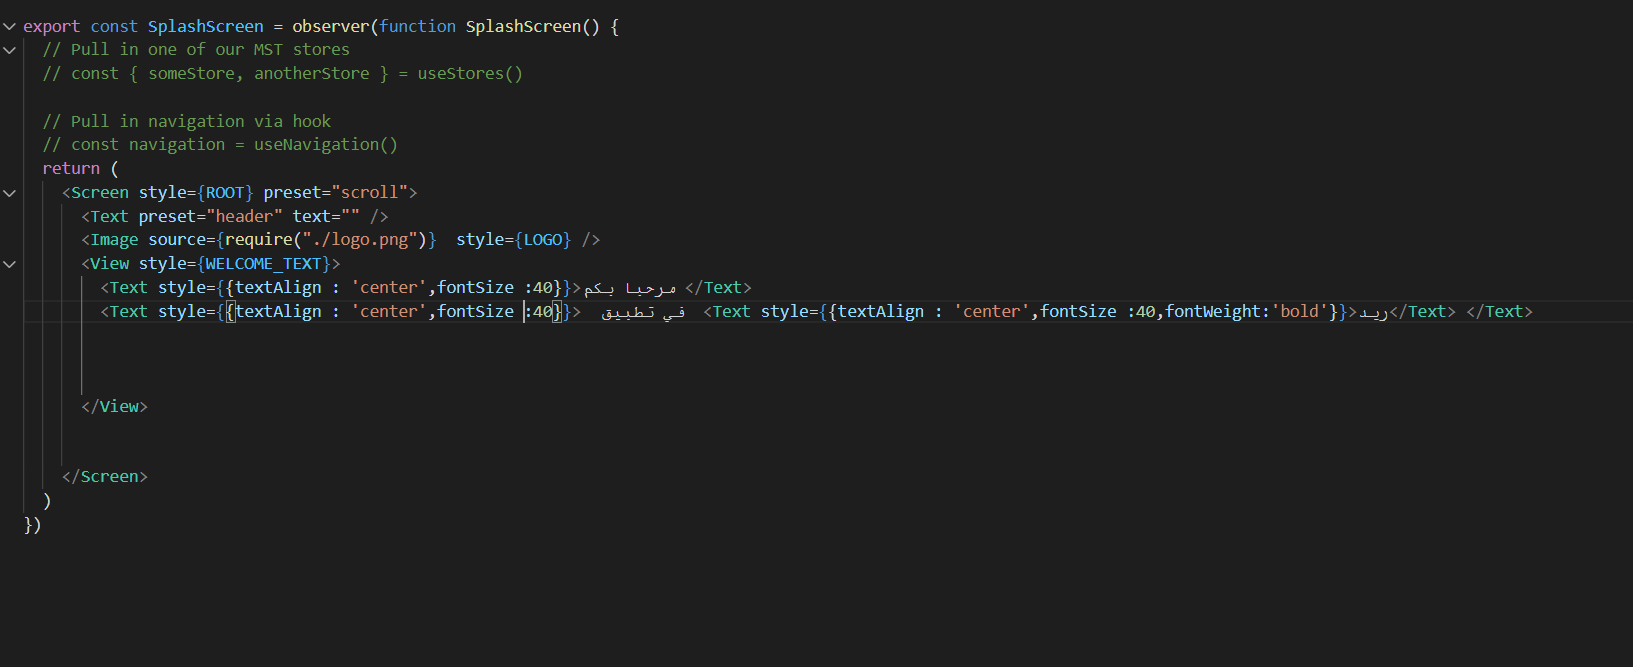 export const SplashScreen = observer(function SplashScreen() {
// Pull in one of our MST stores
// const { someStore, anotherStore } = useStores()
// Pull in navigation via hook
// const navigation = useNavigation()
return (
<Screen style={ROOT} preset="scroll">
<Text preset="header" text="" />
<Image source={require("./logo.png")}  style={LOGO} />
<View style={WELCOME_TEXT}>
<Text style={{textAlign : 'center',fontSize :40}}>مرحبا بكم </Text>
<Text style={{textAlign : 'center',fontSize :40}}>  في تطبيق  <Text style={{textAlign : 'center',fontSize :40,fontWeight:'bold'}}>ريد</Text> </Text>
</View>
</Screen>
)
})